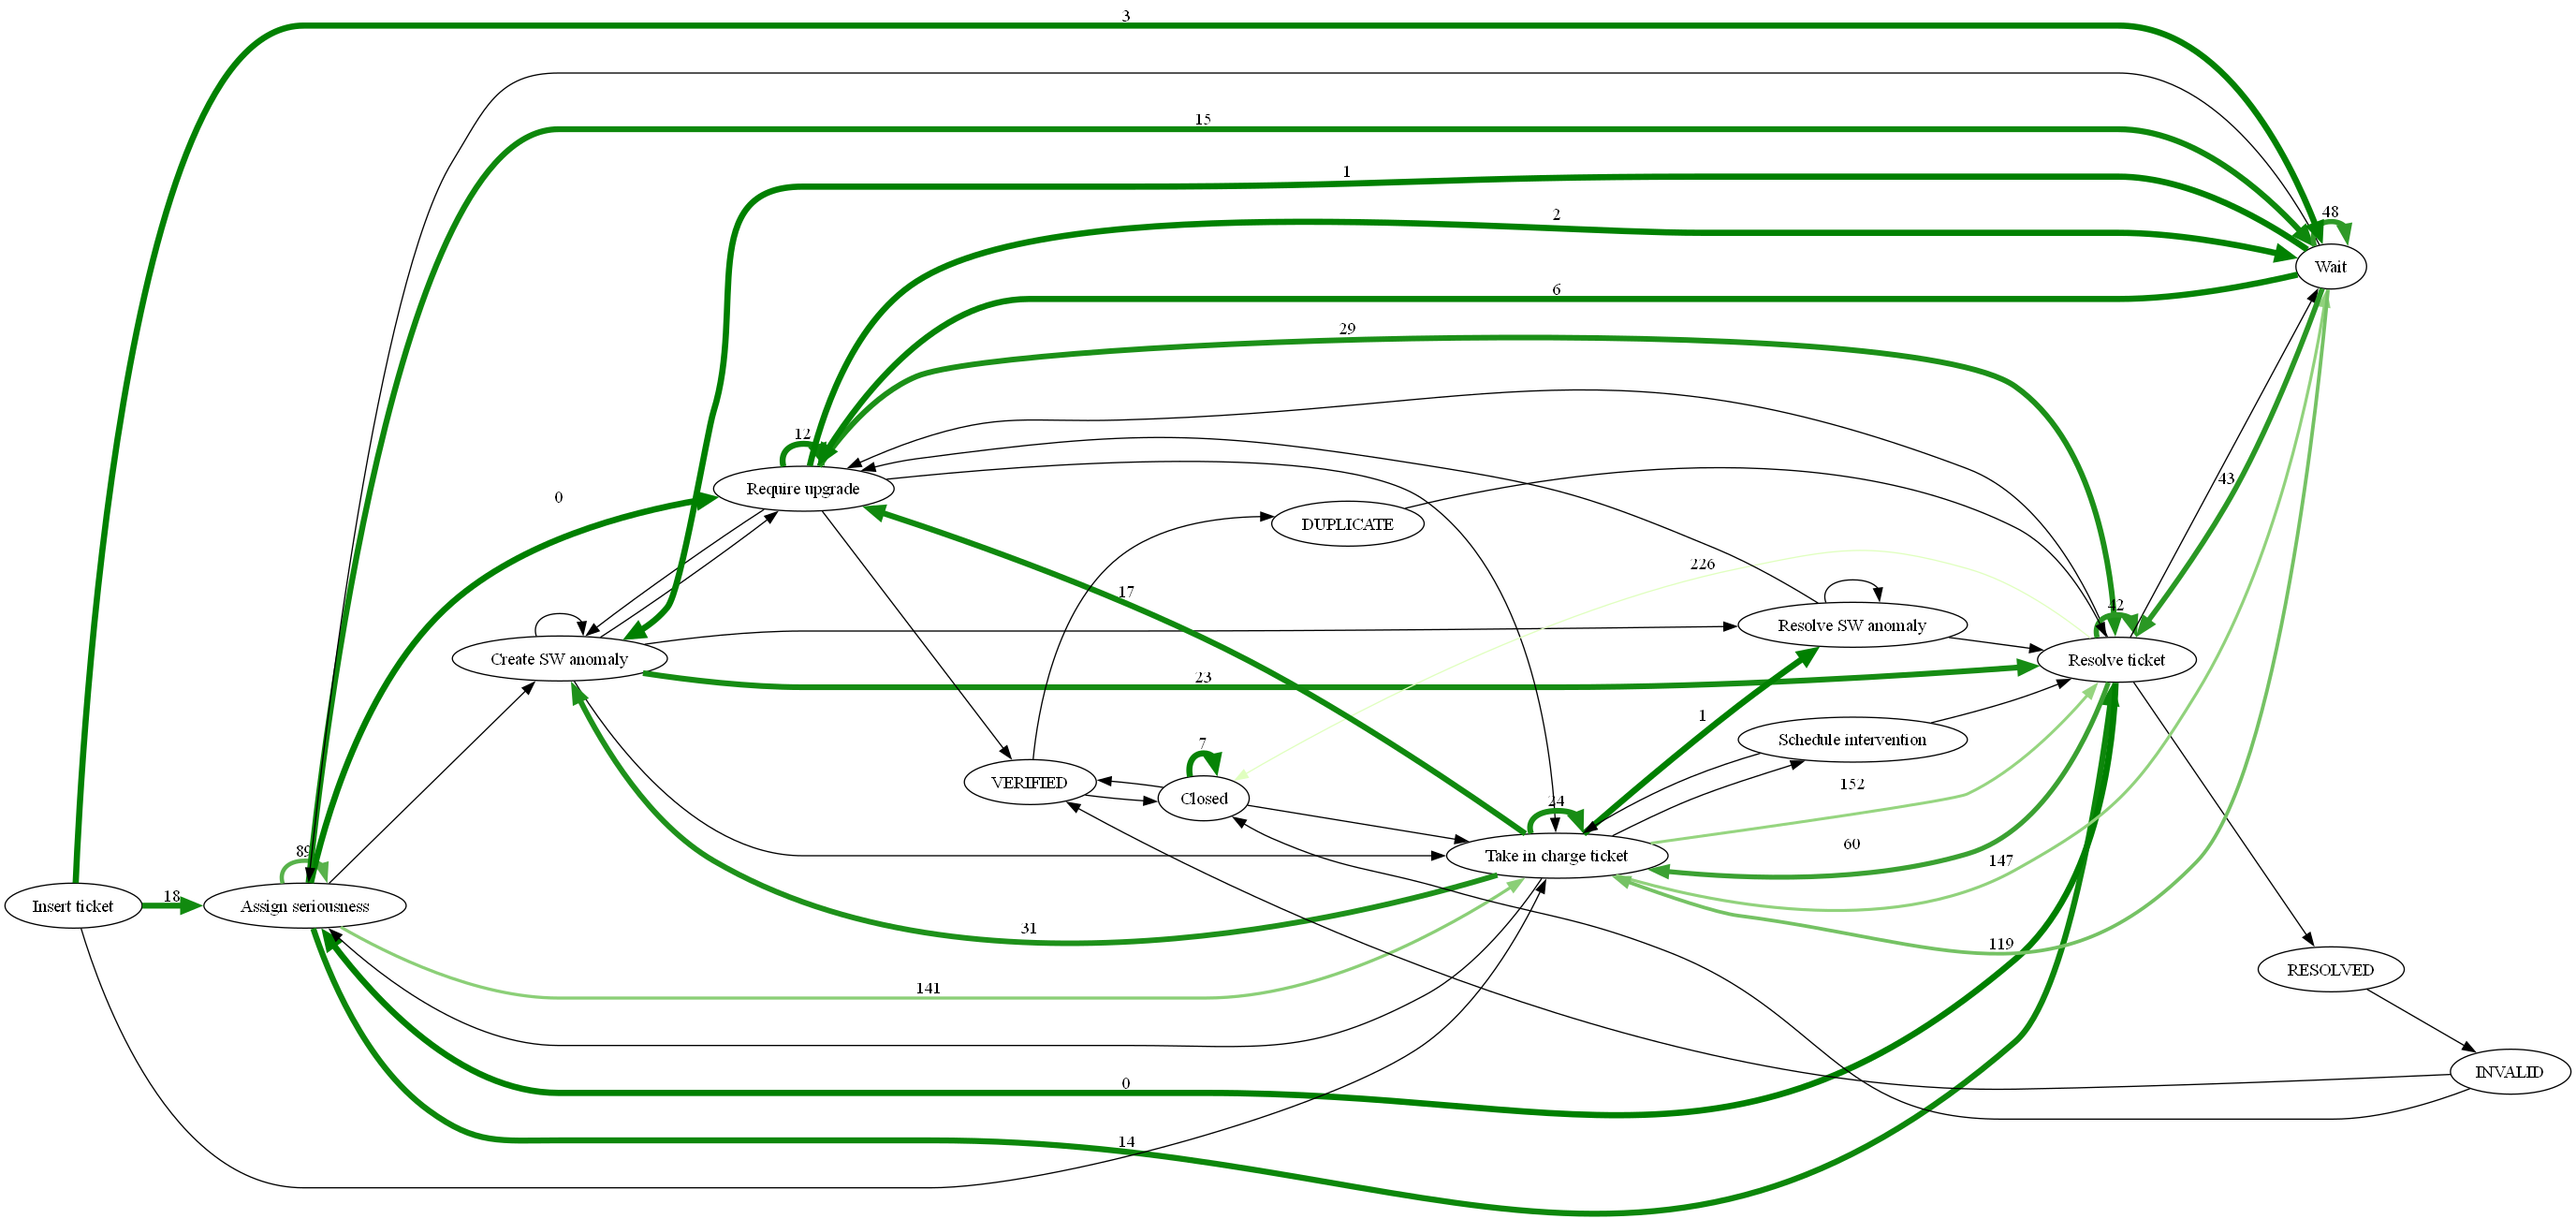 3
15
1
2
48
Wait
6
29
12
Require upgrade
43
0
DUPLICATE
226
17
42
Resolve SW anomaly
Create SW anomaly
Resolve ticket
23
1
7
Schedule intervention
VERIFIED
Closed
152
24
60
89
Take in charge ticket
147
18
Insert ticket
Assign seriousness
31
119
RESOLVED
141
INVALID
0
14